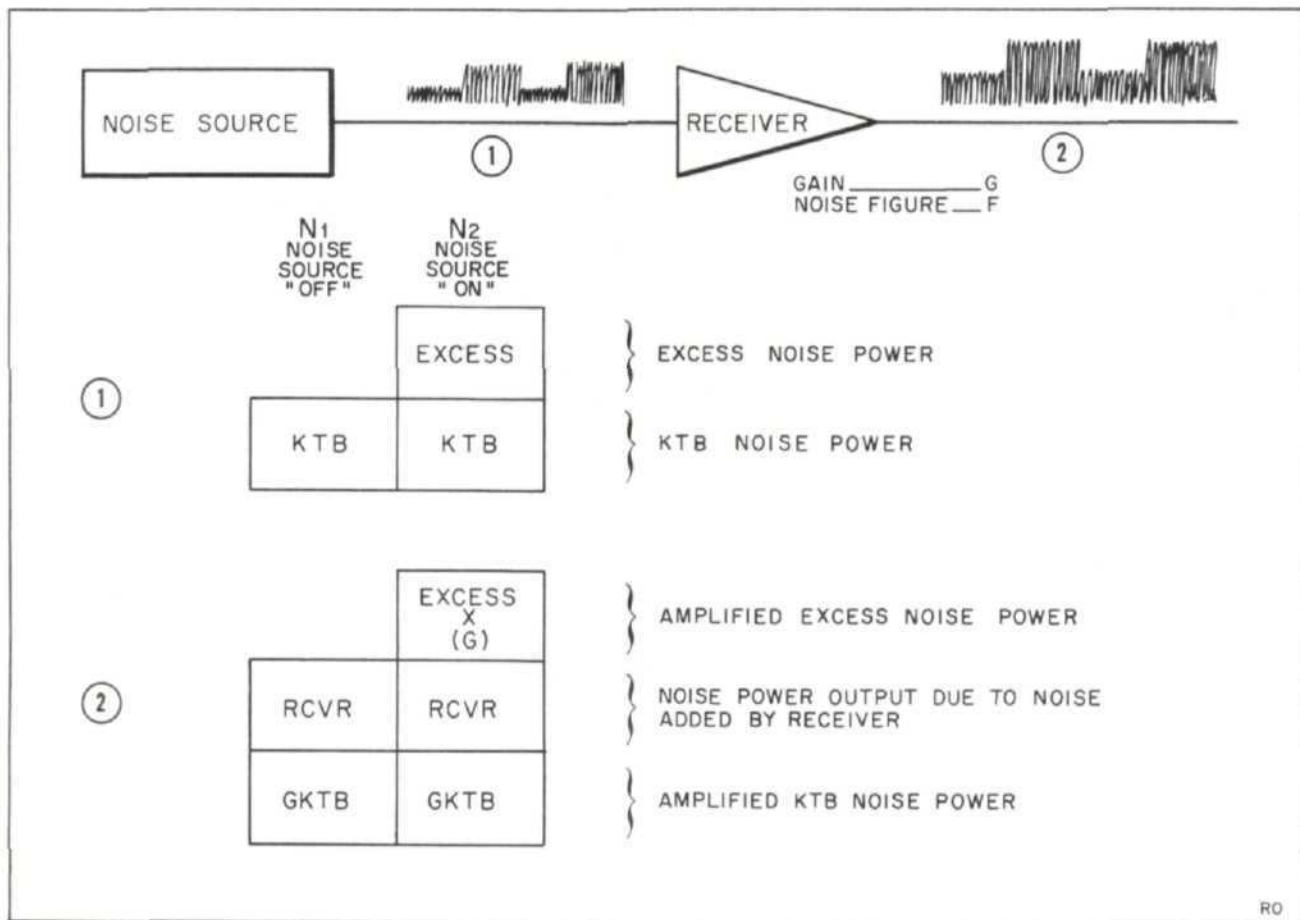 NOISE SOURCE
①
RECEIVER
②
GAIN__________G
NOISE FIGURE__F
N1
NOISE
SOURCE
"OFF"
N2
NOISE
SOURCE
"ON"
①
EXCESS
EXCESS NOISE POWER
KTB
KTB
KTB NOISE POWER
②
EXCESS
X
(G)
AMPLIFIED EXCESS NOISE POWER
RCVR
RCVR
NOISE POWER OUTPUT DUE TO NOISE
ADDED BY RECEIVER
GKTB
GKTB
AMPLIFIED KTB NOISE POWER
RO